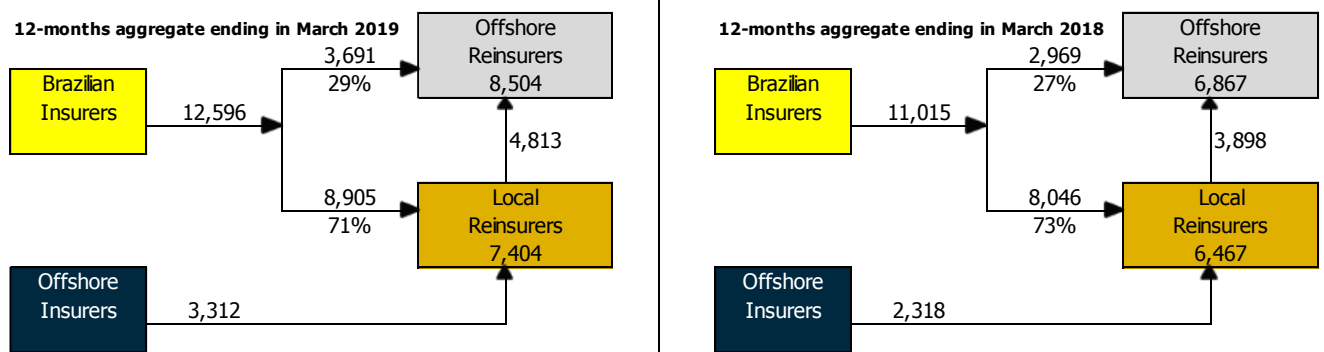 12-months aggregate ending in March 2019
Offshore
Reinsurers
8,504
3,691
29%
Brazilian
Insurers
12,596
4,813
8,905
71%
Local
Reinsurers
7,404
Offshore
Insurers
3,312
12-months aggregate ending in March 2018
Offshore
Reinsurers
6,867
2,969
27%
Brazilian
Insurers
11,015
3,898
8,046
73%
Local
Reinsurers
6,467
Offshore
Insurers
2,318